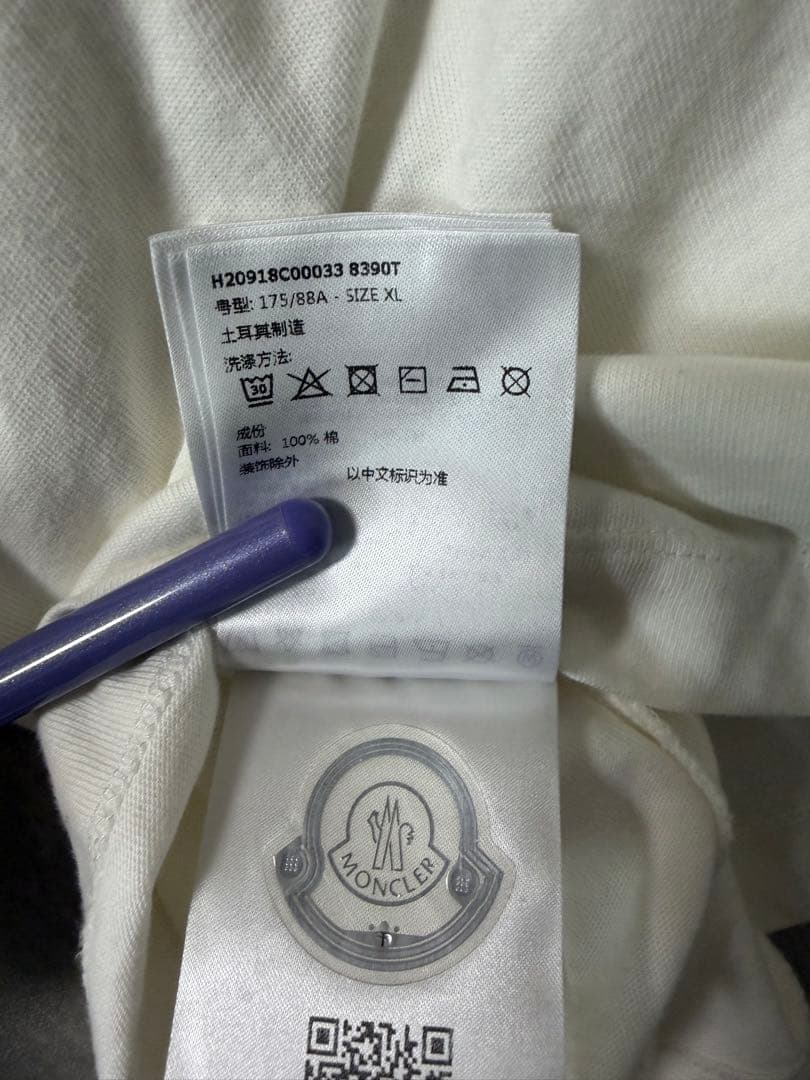 H20918C00033 8390T
号型: 175/88A - SIZE XL
土耳其制造
洗涤方法:
30
成份
面料: 100% 棉
装饰除外
以中文标识为准
MONCLER